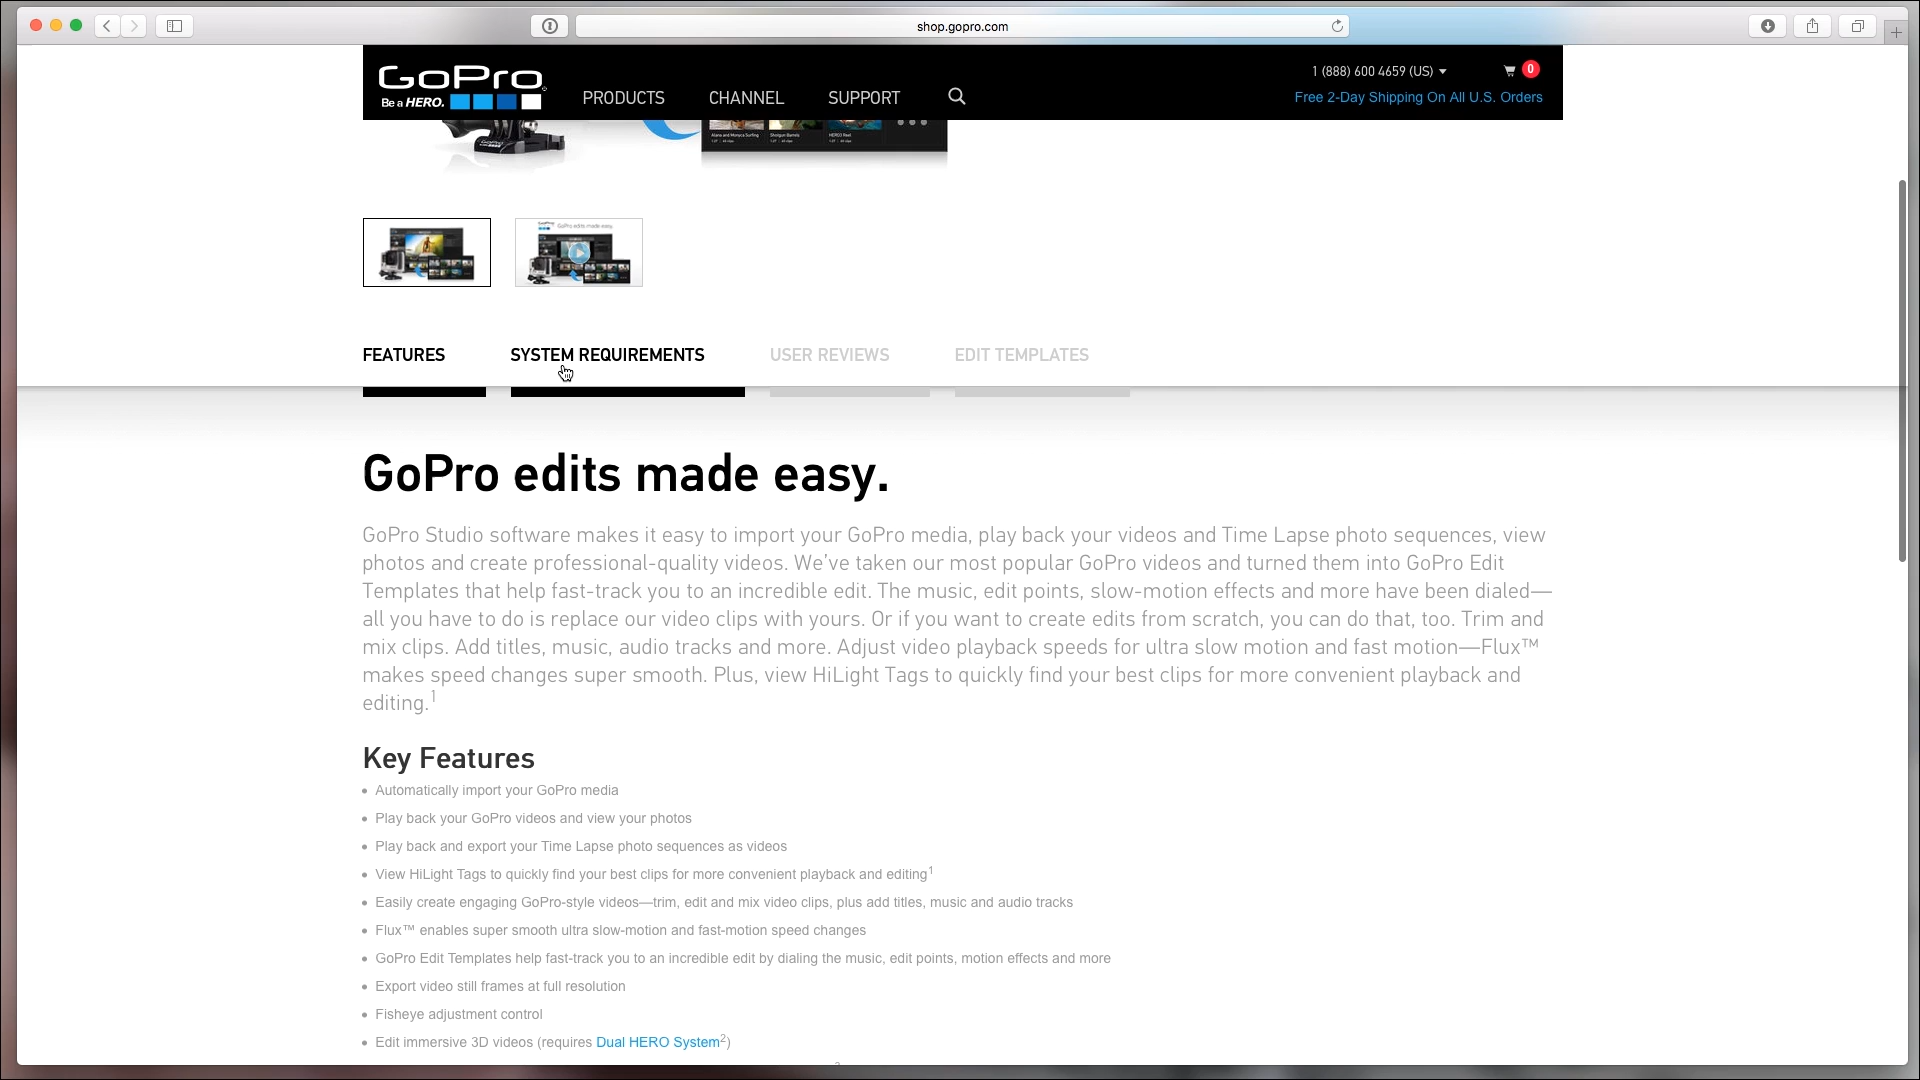 shop.gopro.com
GoPro
Be a HERO.
PRODUCTS
CHANNEL
SUPPORT
1 (888) 600 4659 (US)
0
Free 2-Day Shipping On All U.S. Orders
Alana and Monyca Surfing
Shotgun Barrels
HERO3 Reel
GoPro edits made easy.
FEATURES
SYSTEM REQUIREMENTS
USER REVIEWS
EDIT TEMPLATES
GoPro edits made easy.
GoPro Studio software makes it easy to import your GoPro media, play back your videos and Time Lapse photo sequences, view
photos and create professional-quality videos. We’ve taken our most popular GoPro videos and turned them into GoPro Edit
Templates that help fast-track you to an incredible edit. The music, edit points, slow-motion effects and more have been dialed—
all you have to do is replace our video clips with yours. Or if you want to create edits from scratch, you can do that, too. Trim and
mix clips. Add titles, music, audio tracks and more. Adjust video playback speeds for ultra slow motion and fast motion—Flux™
makes speed changes super smooth. Plus, view HiLight Tags to quickly find your best clips for more convenient playback and
editing.1
Key Features
• Automatically import your GoPro media
• Play back your GoPro videos and view your photos
• Play back and export your Time Lapse photo sequences as videos
• View HiLight Tags to quickly find your best clips for more convenient playback and editing1
• Easily create engaging GoPro-style videos—trim, edit and mix video clips, plus add titles, music and audio tracks
• Flux™ enables super smooth ultra slow-motion and fast-motion speed changes
• GoPro Edit Templates help fast-track you to an incredible edit by dialing the music, edit points, motion effects and more
• Export video still frames at full resolution
• Fisheye adjustment control
• Edit immersive 3D videos (requires Dual HERO System2)